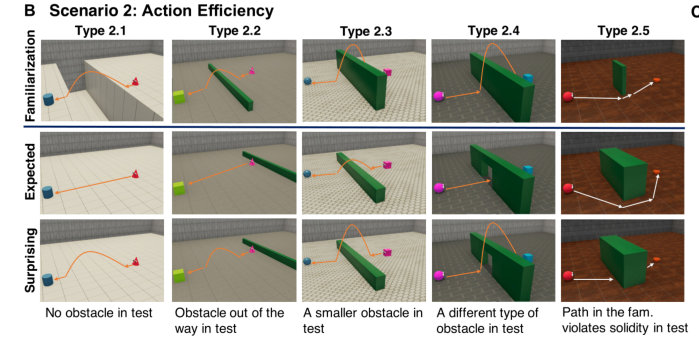 B Scenario 2: Action Efficiency
C
Type 2.1 Type 2.2 Type 2.3 Type 2.4 Type 2.5
Familiarization
Expected
Surprising
No obstacle in test
Obstacle out of the
way in test
A smaller obstacle in
test
A different type of
obstacle in test
Path in the fam.
violates solidity in test